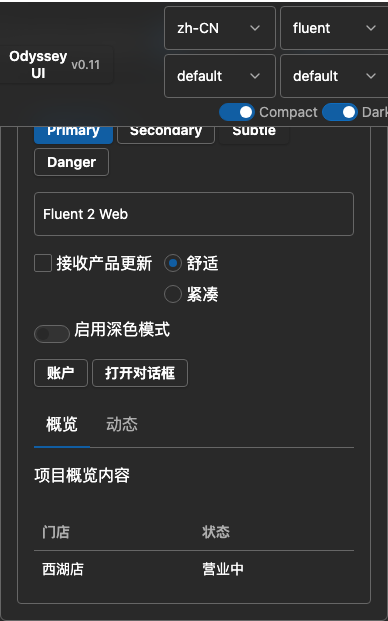 zh-CN
fluent
Odyssey UI v0.11
default
default
Compact
Dark
Primary
Secondary
Subtle
Danger
Fluent 2 Web
接收产品更新
舒适
紧凑
启用深色模式
账户
打开对话框
概览
动态
项目概览内容
门店
状态
西湖店
营业中